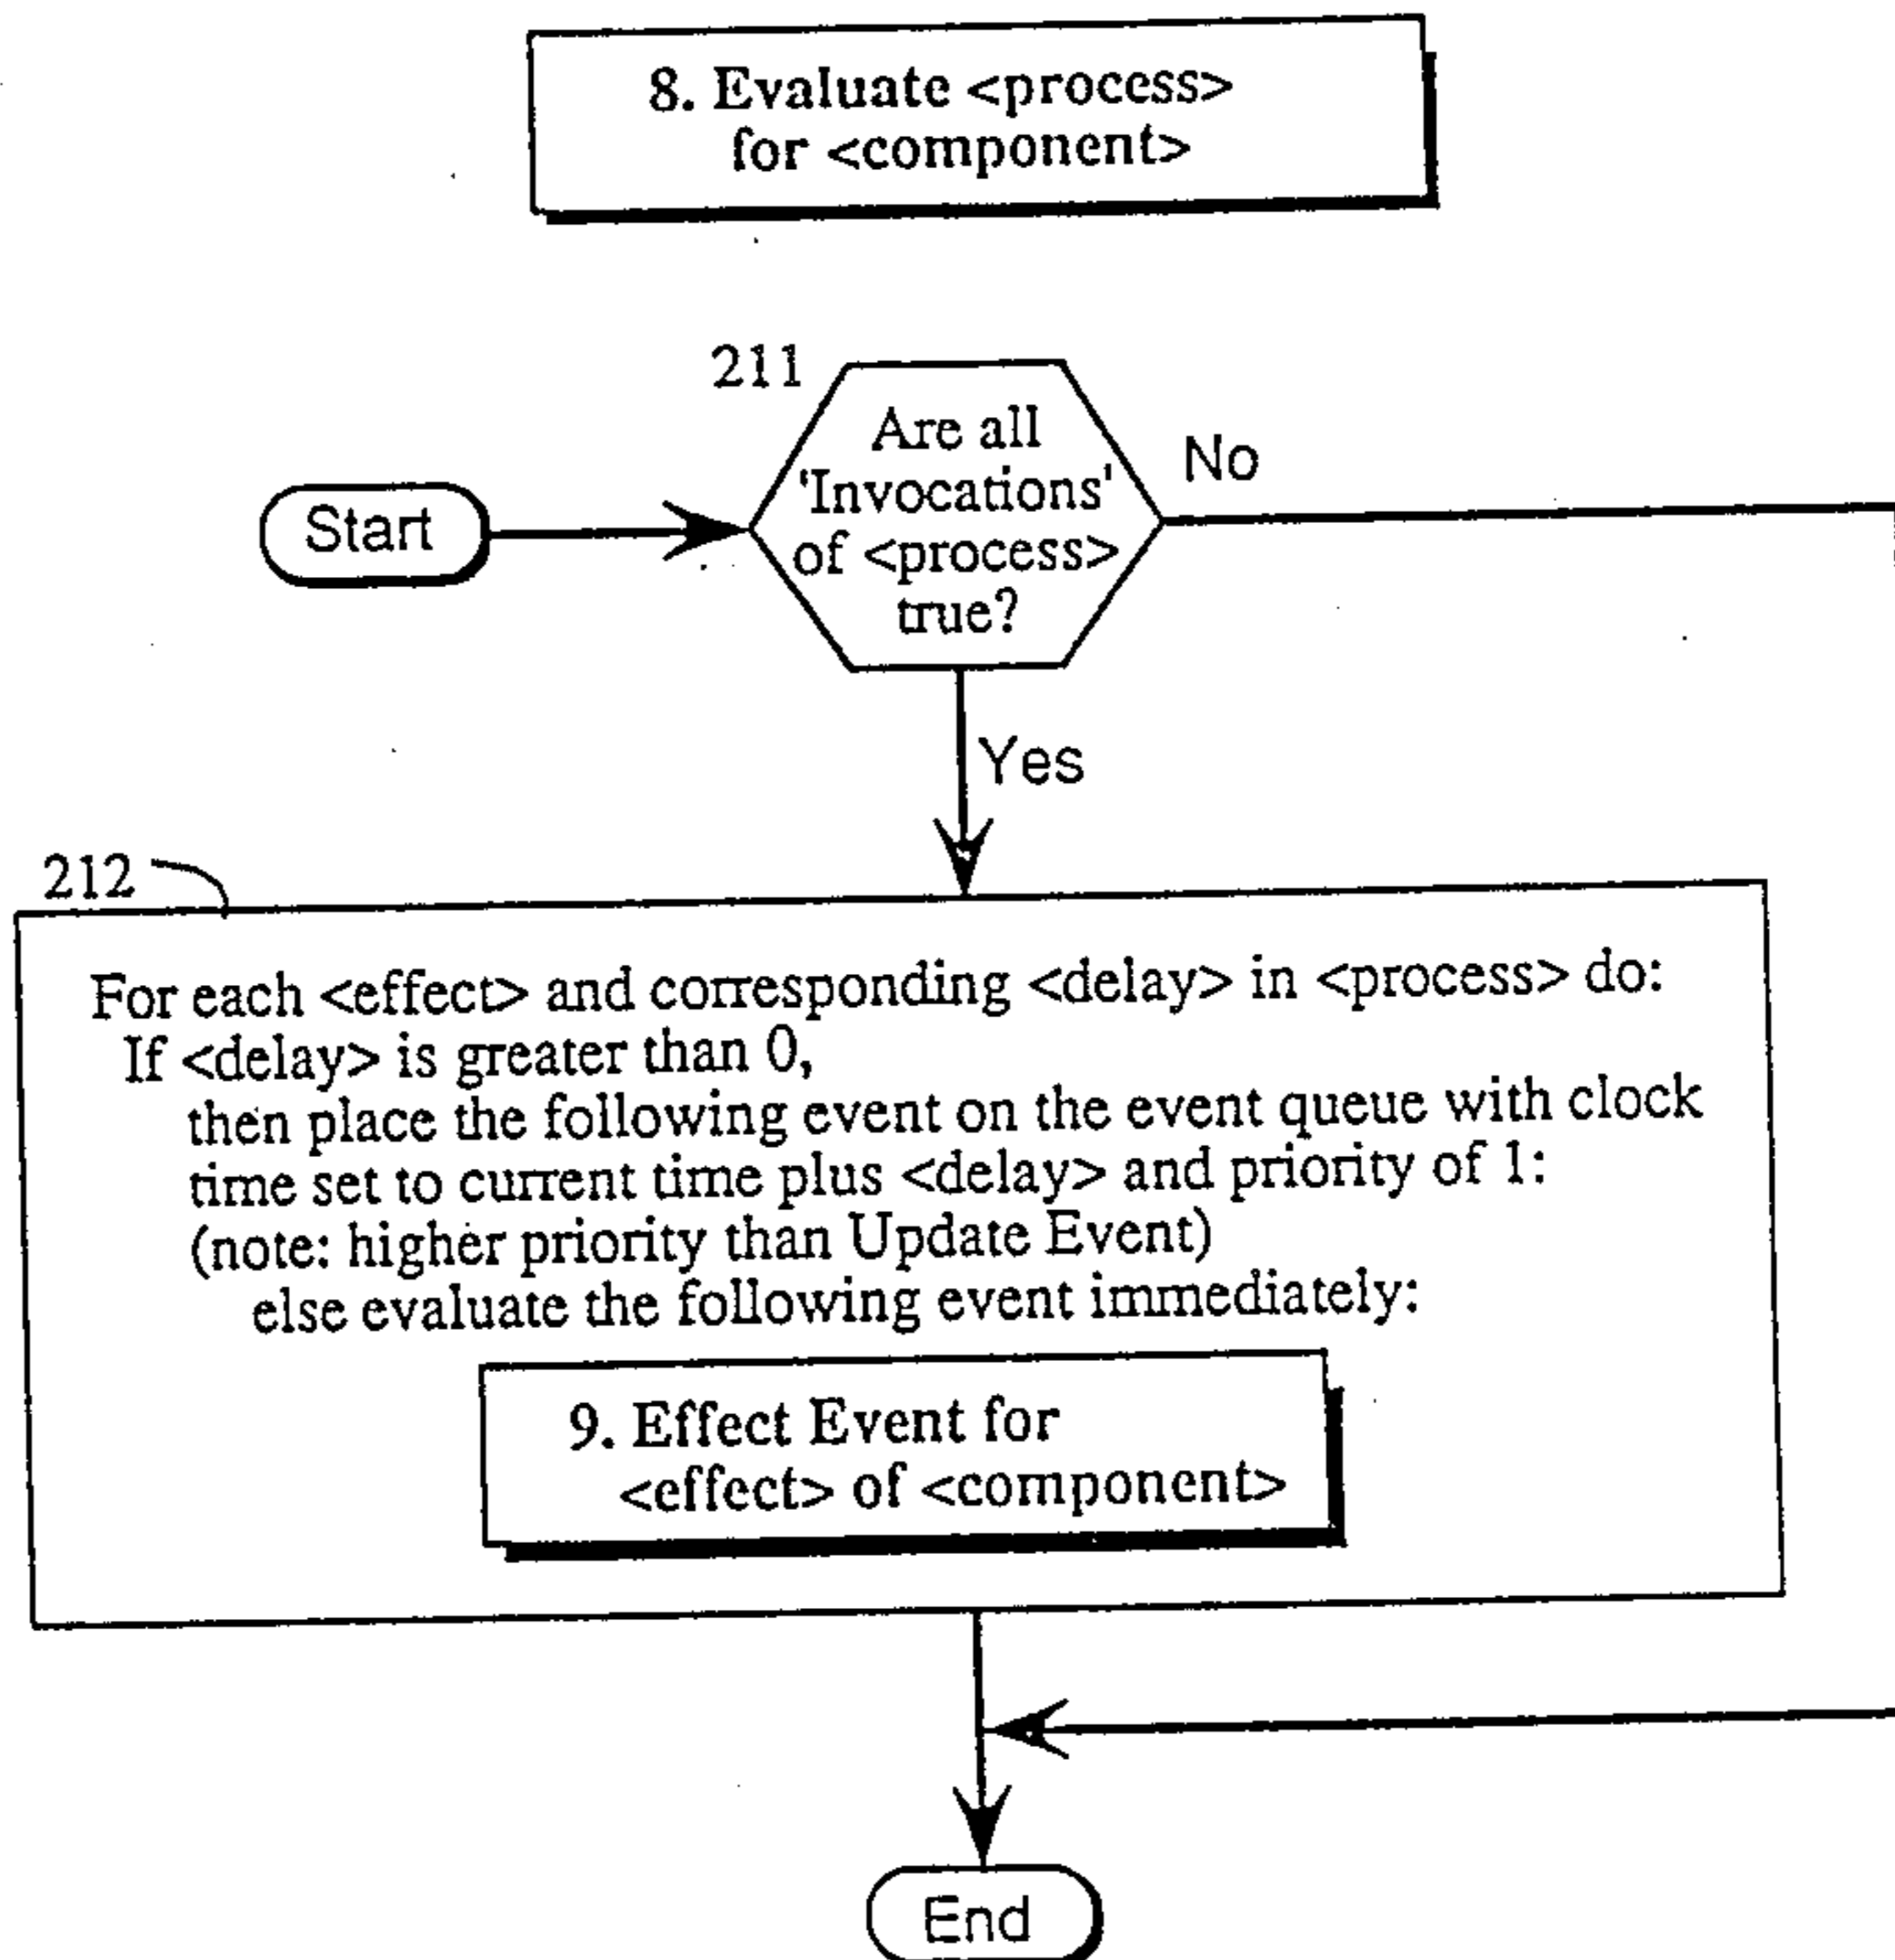 8. Evaluate <process>
for <component>
211
Are all
'Invocations'
of <process>
true?
No
Start
Yes
212
For each <effect> and corresponding <delay> in <process> do:
If <delay> is greater than 0,
then place the following event on the event queue with clock
time set to current time plus <delay> and priority of 1:
(note: higher priority than Update Event)
else evaluate the following event immediately:
9. Effect Event for
<effect> of <component>
End